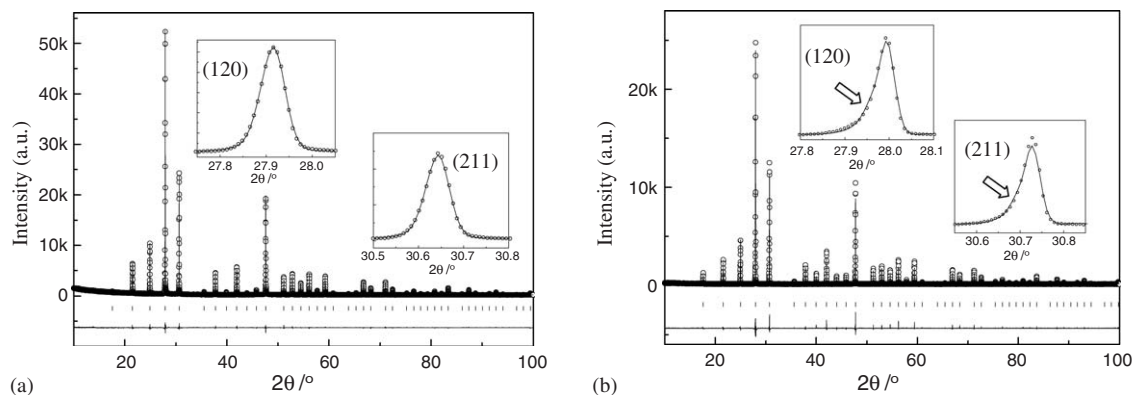 50k
40k
30k
20k
10k
0
Intensity (a.u.)
(120)
27.8 27.9 28.0
2θ/°
(211)
30.5 30.6 30.7 30.8
2θ/°
20 40 60 80 100
2θ/°
(a)
20k
10k
0
Intensity (a.u.)
(120)
27.8 27.9 28.0 28.1
2θ/°
(211)
30.6 30.7 30.8
2θ/°
20 40 60 80 100
2θ/°
(b)